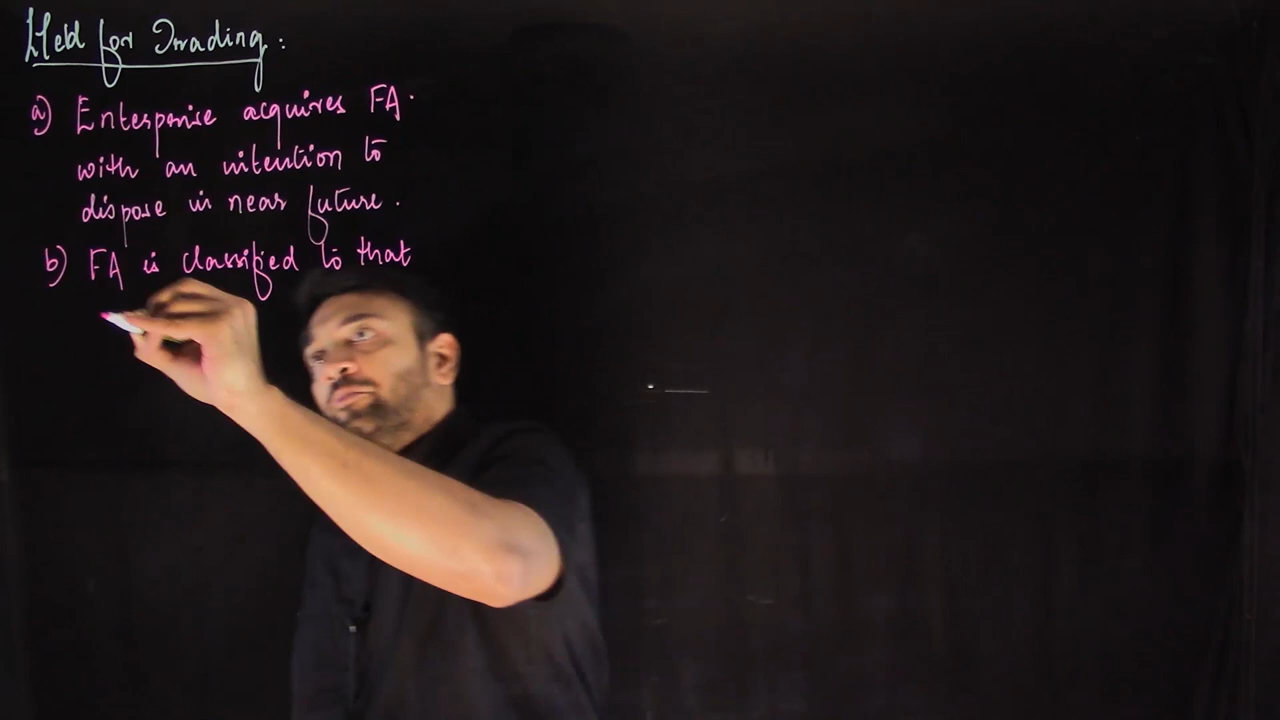 Held for Trading :
a) Enterprise acquires FA.
with an intention to
dispose in near future.
b) FA is classified to that